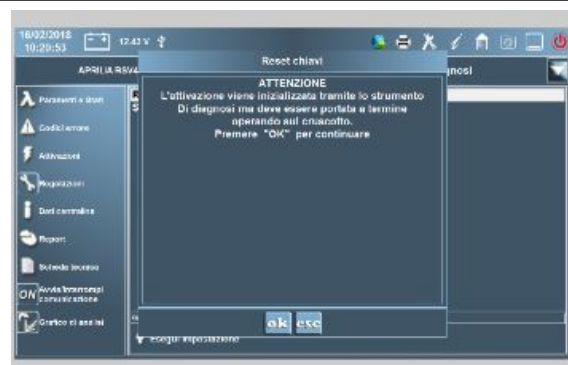 16/02/2018
10:20:53
12.42 V
Reset chiavi
APRILIA RSV4
gnosi
ATTENZIONE
L'attivazione viene inizializzata tramite lo strumento
Di diagnosi ma deve essere portata a termine
operando sul cruscotto.
Premere "OK" per continuare
Parametri e Stati
Codici errore
Attivazioni
Regolazioni
Dati centralina
Report
Scheda tecnica
ON Avvia/Interrompi
comunicazione
Grafico di analisi
ok esc
Esegui impostazione